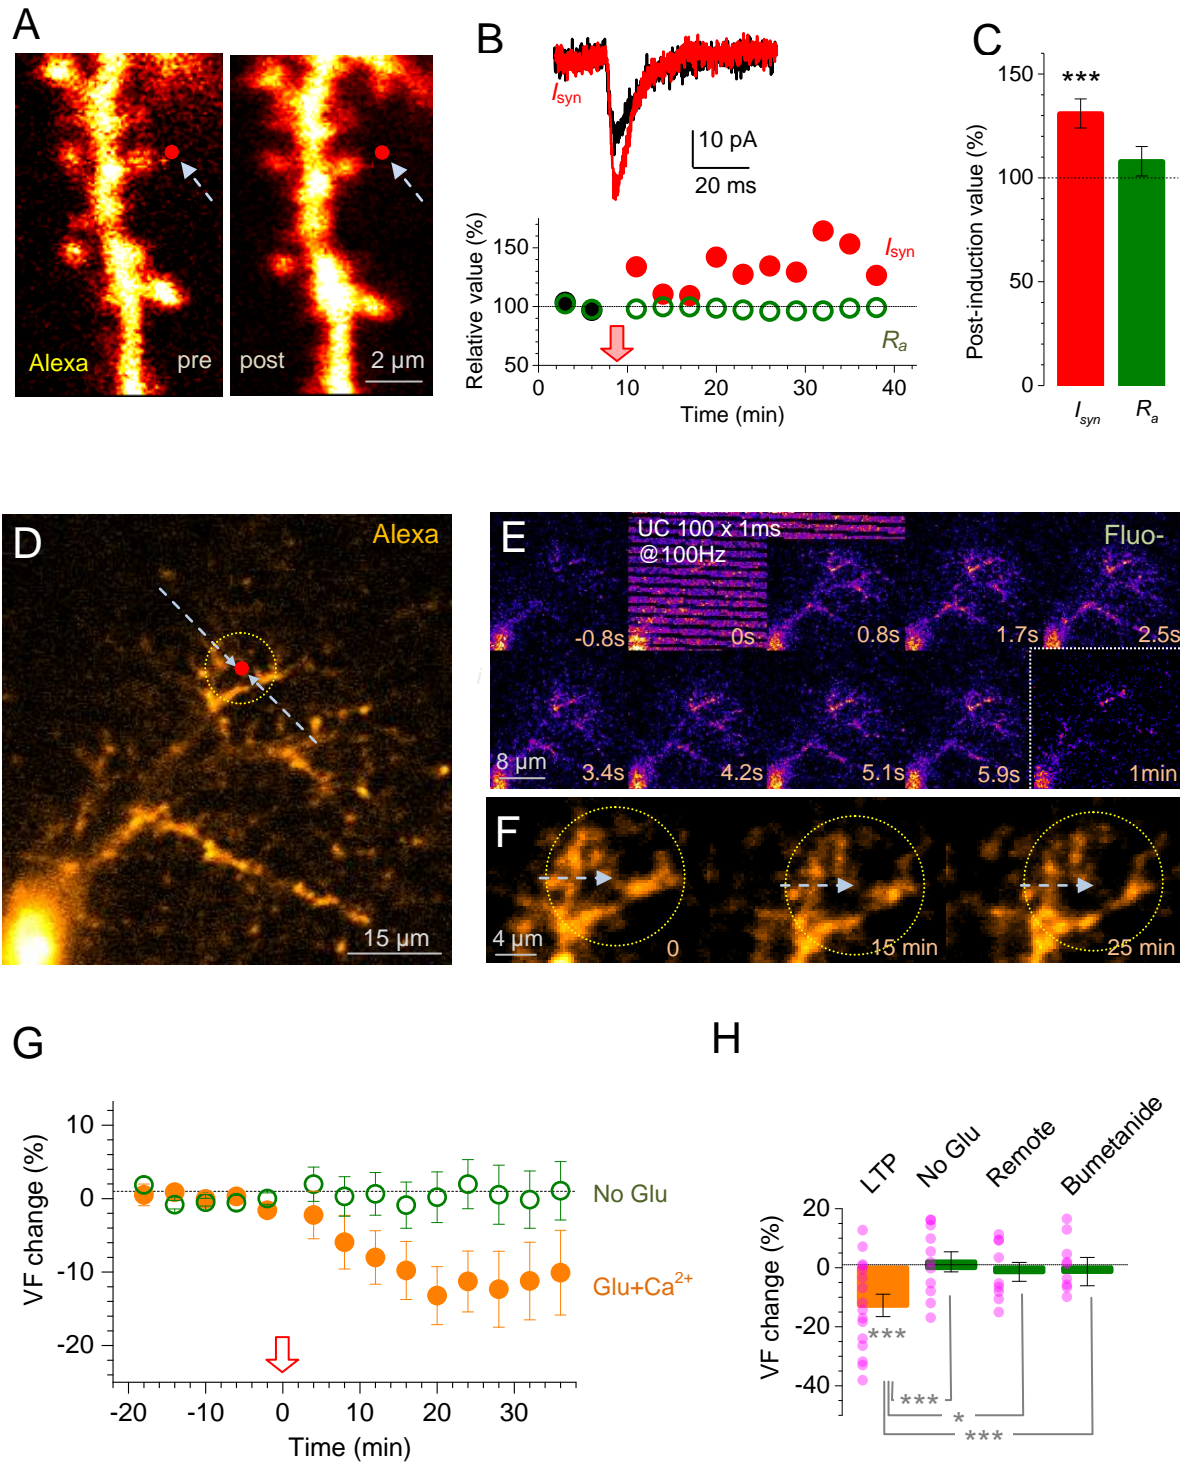 A
Alexa
pre
post
2 µm
B
Isyn
10 pA
20 ms
Relative value (%)
150
100
50
Isyn
Ra
0
10
20
30
40
Time (min)
C
Post-induction value (%)
150
100
50
0
***
Isyn
Ra
D
Alexa
15 µm
E
UC 100 x 1ms
@100Hz
Fluo-
-0.8s
0s
0.8s
1.7s
2.5s
8 µm
3.4s
4.2s
5.1s
5.9s
1min
i
F
4 µm
0
15 min
25 min
G
VF change (%)
10
0
-10
-20
No Glu
Glu+Ca2+
-20
-10
0
10
20
30
Time (min)
H
LTP
No Glu
Remote
Bumetanide
VF change (%)
20
0
-20
-40
***
***
*
***